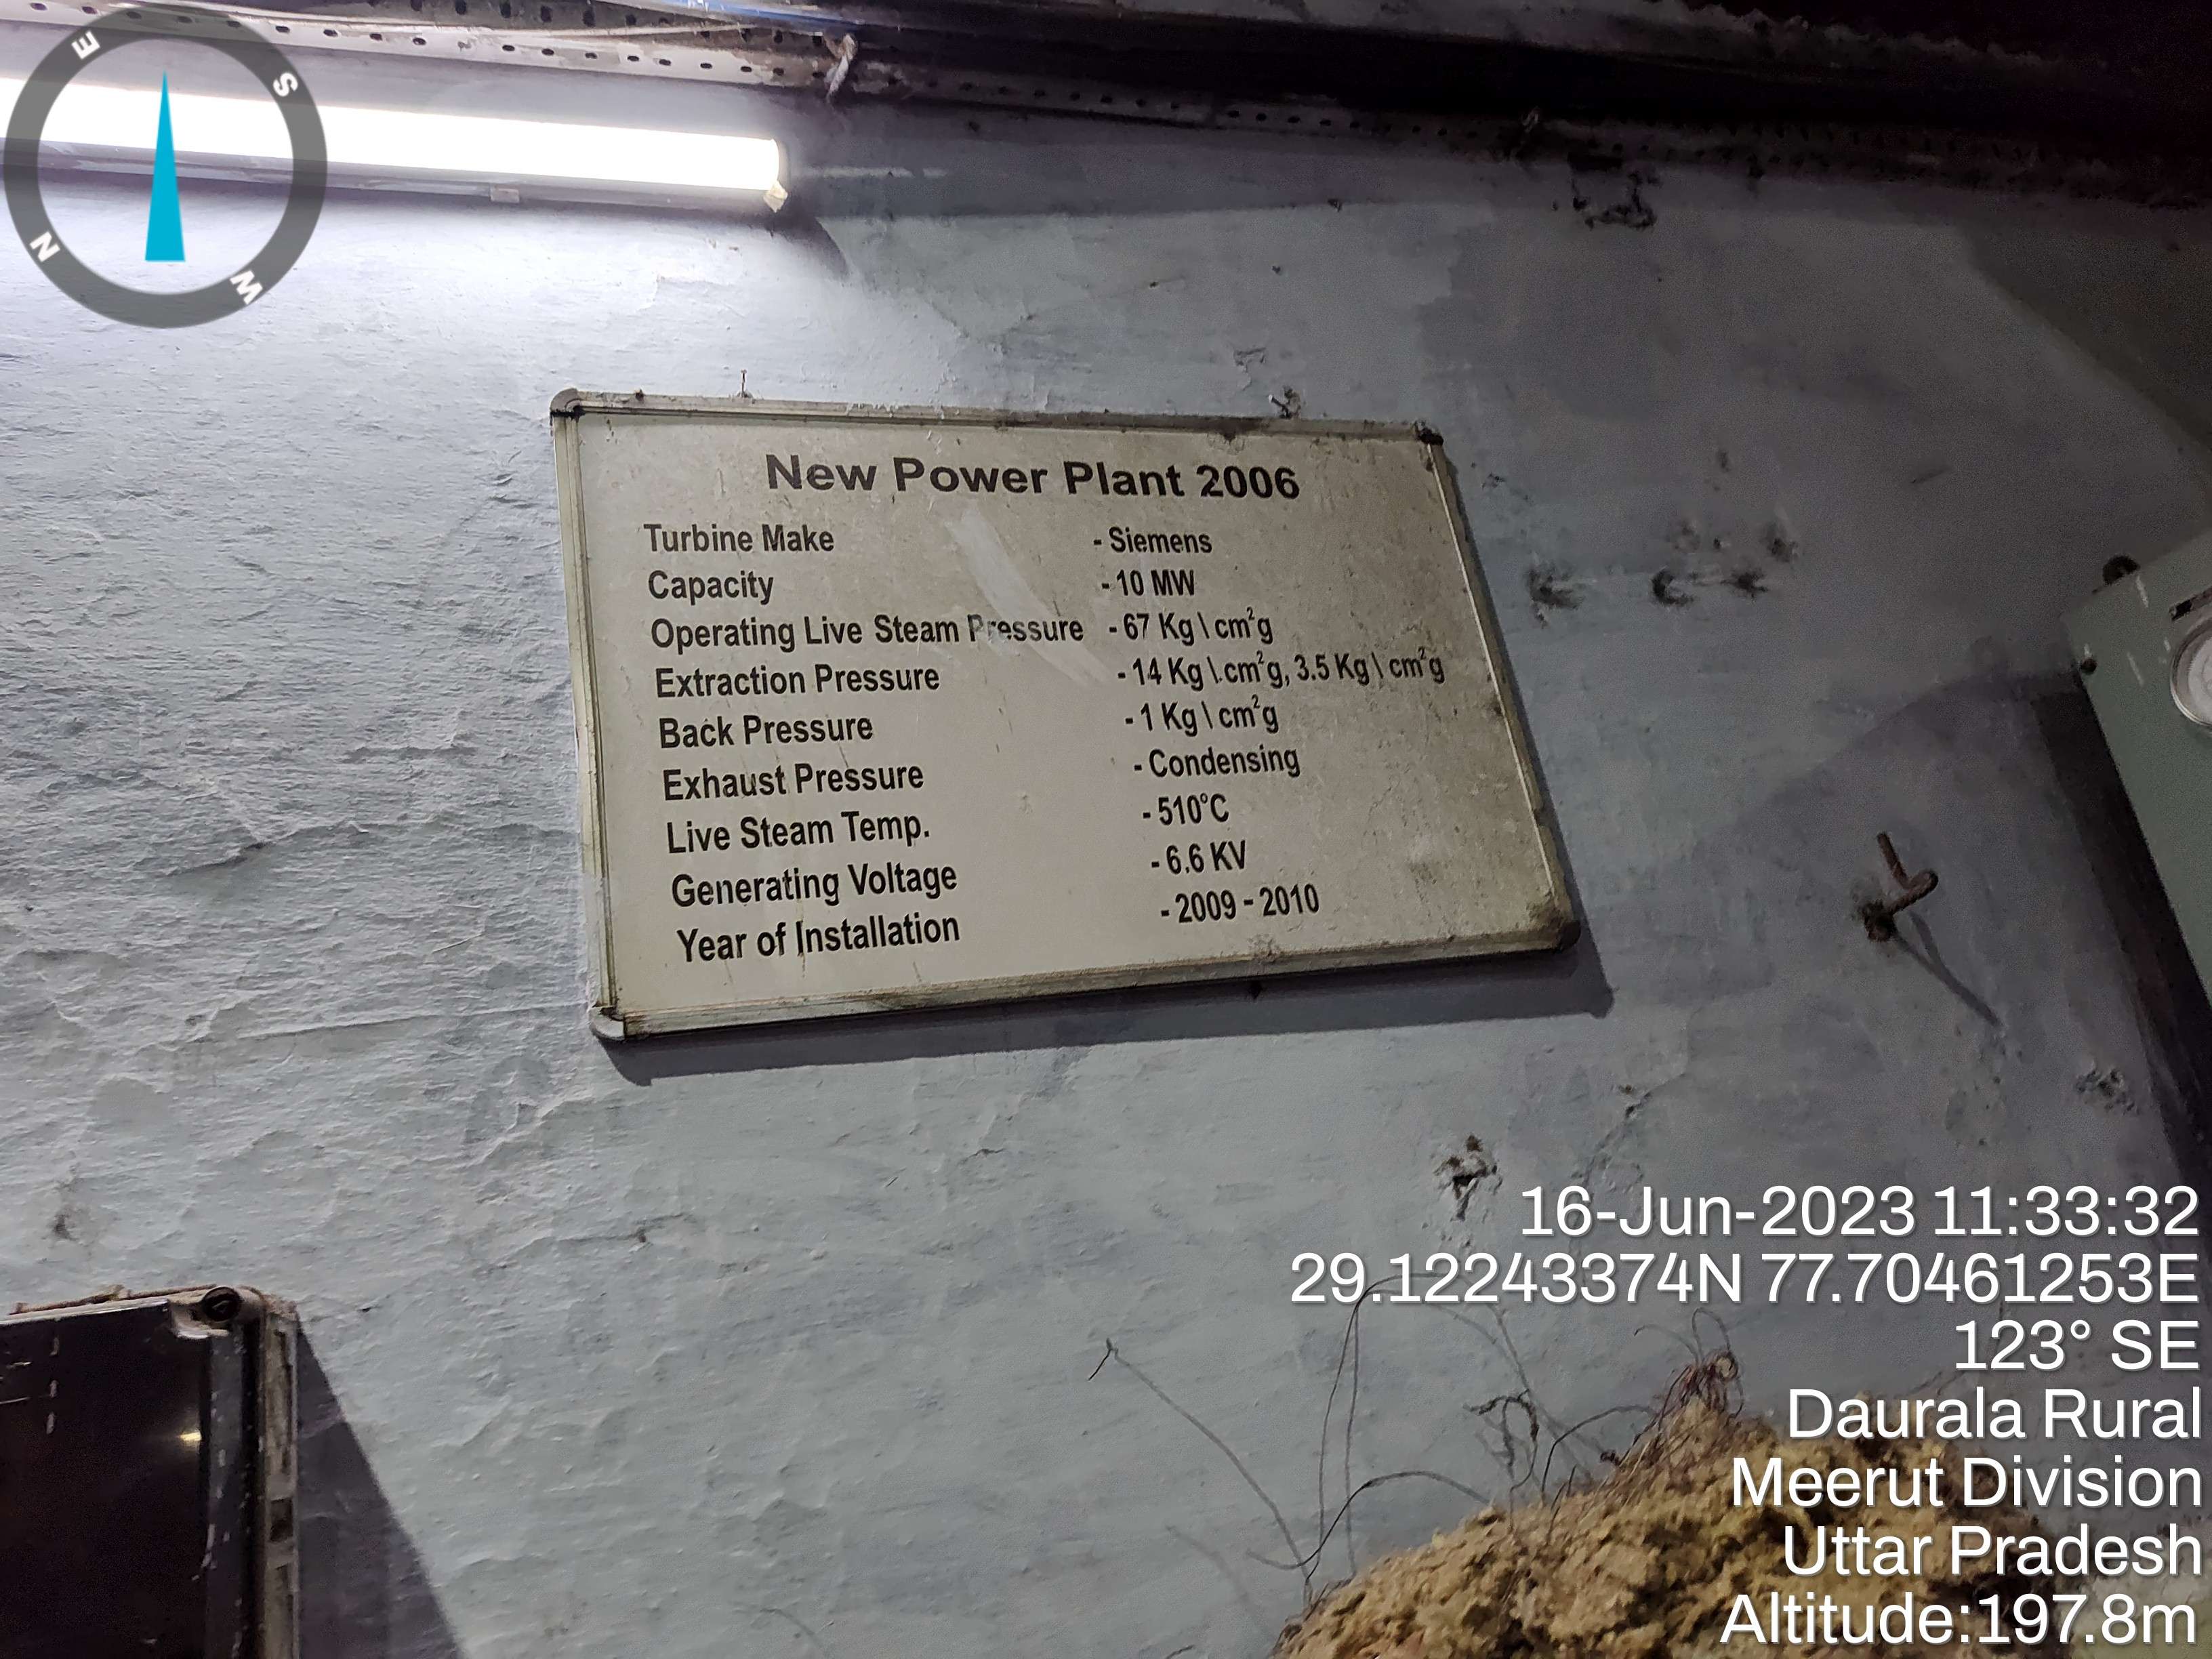 E
S
N
W
New Power Plant 2006
Turbine Make - Siemens
Capacity - 10 MW
Operating Live Steam Pressure - 67 Kg \ cm²g
Extraction Pressure - 14 Kg \ cm²g, 3.5 Kg \ cm²g
Back Pressure - 1 Kg \ cm²g
Exhaust Pressure - Condensing
Live Steam Temp. - 510°C
Generating Voltage - 6.6 KV
Year of Installation - 2009 - 2010
16-Jun-2023 11:33:32
29.12243374N 77.70461253E
123° SE
Daurala Rural
Meerut Division
Uttar Pradesh
Altitude:197.8m